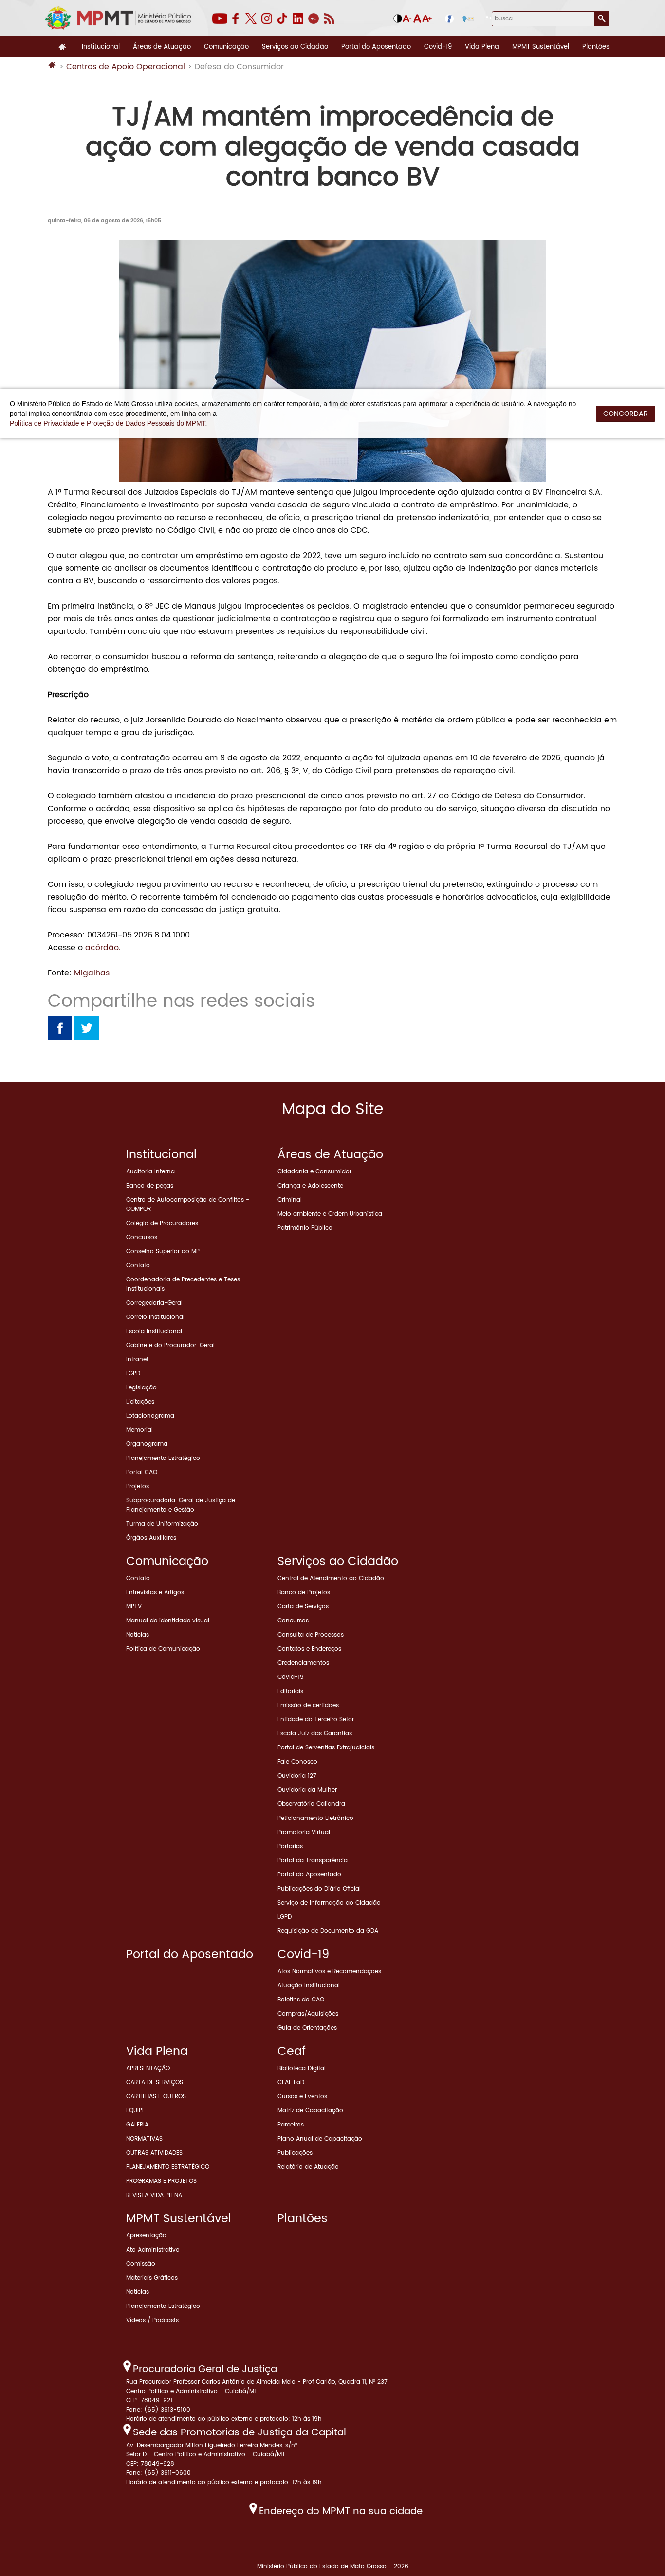 MPMT Ministério Público
DO ESTADO DE MATO GROSSO
A- A A+
busca..
Institucional Áreas de Atuação Comunicação Serviços ao Cidadão Portal do Aposentado Covid-19 Vida Plena MPMT Sustentável Plantões
> Centros de Apoio Operacional > Defesa do Consumidor
TJ/AM mantém improcedência de
ação com alegação de venda casada
contra banco BV
quinta-feira, 06 de agosto de 2026, 15h05
O Ministério Público do Estado de Mato Grosso utiliza cookies, armazenamento em caráter temporário, a fim de obter estatísticas para aprimorar a experiência do usuário. A navegação no
portal implica concordância com esse procedimento, em linha com a
Política de Privacidade e Proteção de Dados Pessoais do MPMT.
CONCORDAR
A 1ª Turma Recursal dos Juizados Especiais do TJ/AM manteve sentença que julgou improcedente ação ajuizada contra a BV Financeira S.A.
Crédito, Financiamento e Investimento por suposta venda casada de seguro vinculada a contrato de empréstimo. Por unanimidade, o
colegiado negou provimento ao recurso e reconheceu, de ofício, a prescrição trienal da pretensão indenizatória, por entender que o caso se
submete ao prazo previsto no Código Civil, e não ao prazo de cinco anos do CDC.
O autor alegou que, ao contratar um empréstimo em agosto de 2022, teve um seguro incluído no contrato sem sua concordância. Sustentou
que somente ao analisar os documentos identificou a contratação do produto e, por isso, ajuizou ação de indenização por danos materiais
contra a BV, buscando o ressarcimento dos valores pagos.
Em primeira instância, o 8º JEC de Manaus julgou improcedentes os pedidos. O magistrado entendeu que o consumidor permaneceu segurado
por mais de três anos antes de questionar judicialmente a contratação e registrou que o seguro foi formalizado em instrumento contratual
apartado. Também concluiu que não estavam presentes os requisitos da responsabilidade civil.
Ao recorrer, o consumidor buscou a reforma da sentença, reiterando a alegação de que o seguro lhe foi imposto como condição para
obtenção do empréstimo.
Prescrição
Relator do recurso, o juiz Jorsenildo Dourado do Nascimento observou que a prescrição é matéria de ordem pública e pode ser reconhecida em
qualquer tempo e grau de jurisdição.
Segundo o voto, a contratação ocorreu em 9 de agosto de 2022, enquanto a ação foi ajuizada apenas em 10 de fevereiro de 2026, quando já
havia transcorrido o prazo de três anos previsto no art. 206, § 3º, V, do Código Civil para pretensões de reparação civil.
O colegiado também afastou a incidência do prazo prescricional de cinco anos previsto no art. 27 do Código de Defesa do Consumidor.
Conforme o acórdão, esse dispositivo se aplica às hipóteses de reparação por fato do produto ou do serviço, situação diversa da discutida no
processo, que envolve alegação de venda casada de seguro.
Para fundamentar esse entendimento, a Turma Recursal citou precedentes do TRF da 4ª região e da própria 1ª Turma Recursal do TJ/AM que
aplicam o prazo prescricional trienal em ações dessa natureza.
Com isso, o colegiado negou provimento ao recurso e reconheceu, de ofício, a prescrição trienal da pretensão, extinguindo o processo com
resolução do mérito. O recorrente também foi condenado ao pagamento das custas processuais e honorários advocatícios, cuja exigibilidade
ficou suspensa em razão da concessão da justiça gratuita.
Processo: 0034261-05.2026.8.04.1000
Acesse o acórdão.
Fonte: Migalhas
Compartilhe nas redes sociais
Mapa do Site
Institucional
Auditoria Interna
Banco de peças
Centro de Autocomposição de Conflitos -
COMPOR
Colégio de Procuradores
Concursos
Conselho Superior do MP
Contato
Coordenadoria de Precedentes e Teses
Institucionais
Corregedoria-Geral
Correio Institucional
Escola Institucional
Gabinete do Procurador-Geral
Intranet
LGPD
Legislação
Licitações
Lotacionograma
Memorial
Organograma
Planejamento Estratégico
Portal CAO
Projetos
Subprocuradoria-Geral de Justiça de
Planejamento e Gestão
Turma de Uniformização
Órgãos Auxiliares
Áreas de Atuação
Cidadania e Consumidor
Criança e Adolescente
Criminal
Meio ambiente e Ordem Urbanística
Patrimônio Público
Comunicação
Contato
Entrevistas e Artigos
MPTV
Manual de identidade visual
Notícias
Política de Comunicação
Serviços ao Cidadão
Central de Atendimento ao Cidadão
Banco de Projetos
Carta de Serviços
Concursos
Consulta de Processos
Contatos e Endereços
Credenciamentos
Covid-19
Editoriais
Emissão de certidões
Entidade do Terceiro Setor
Escala Juiz das Garantias
Portal de Serventias Extrajudiciais
Fale Conosco
Ouvidoria 127
Ouvidoria da Mulher
Observatório Caliandra
Peticionamento Eletrônico
Promotoria Virtual
Portarias
Portal da Transparência
Portal do Aposentado
Publicações do Diário Oficial
Serviço de Informação ao Cidadão
LGPD
Requisição de Documento da GDA
Portal do Aposentado
Covid-19
Atos Normativos e Recomendações
Atuação Institucional
Boletins do CAO
Compras/Aquisições
Guia de Orientações
Vida Plena
APRESENTAÇÃO
CARTA DE SERVIÇOS
CARTILHAS E OUTROS
EQUIPE
GALERIA
NORMATIVAS
OUTRAS ATIVIDADES
PLANEJAMENTO ESTRATÉGICO
PROGRAMAS E PROJETOS
REVISTA VIDA PLENA
Ceaf
Biblioteca Digital
CEAF EaD
Cursos e Eventos
Matriz de Capacitação
Parceiros
Plano Anual de Capacitação
Publicações
Relatório de Atuação
MPMT Sustentável
Apresentação
Ato Administrativo
Comissão
Materiais Gráficos
Notícias
Planejamento Estratégico
Vídeos / Podcasts
Plantões
Procuradoria Geral de Justiça
Rua Procurador Professor Carlos Antônio de Almeida Melo - Prof Carlão, Quadra 11, Nº 237
Centro Político e Administrativo - Cuiabá/MT
CEP: 78049-921
Fone: (65) 3613-5100
Horário de atendimento ao público externo e protocolo: 12h às 19h
Sede das Promotorias de Justiça da Capital
Av. Desembargador Milton Figueiredo Ferreira Mendes, s/nº
Setor D - Centro Político e Administrativo - Cuiabá/MT
CEP: 78049-928
Fone: (65) 3611-0600
Horário de atendimento ao público externo e protocolo: 12h às 19h
Endereço do MPMT na sua cidade
Ministério Público do Estado de Mato Grosso - 2026